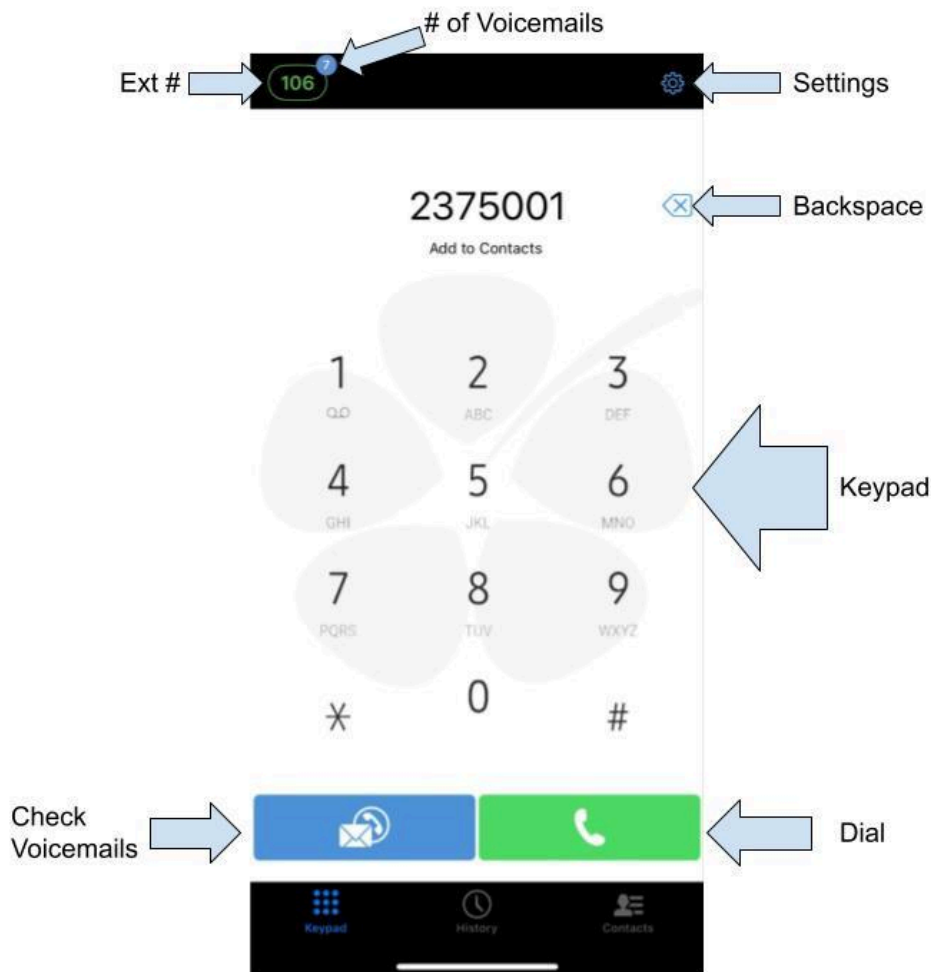 # of Voicemails
7
Ext #
106
Settings
2375001
Backspace
Add to Contacts
1 2 3
ABC DEF
4 5 6
GHI JKL MNO
Keypad
7 8 9
PQRS TUV WXYZ
* 0 #
Check
Voicemails
Dial
Keypad History Contacts